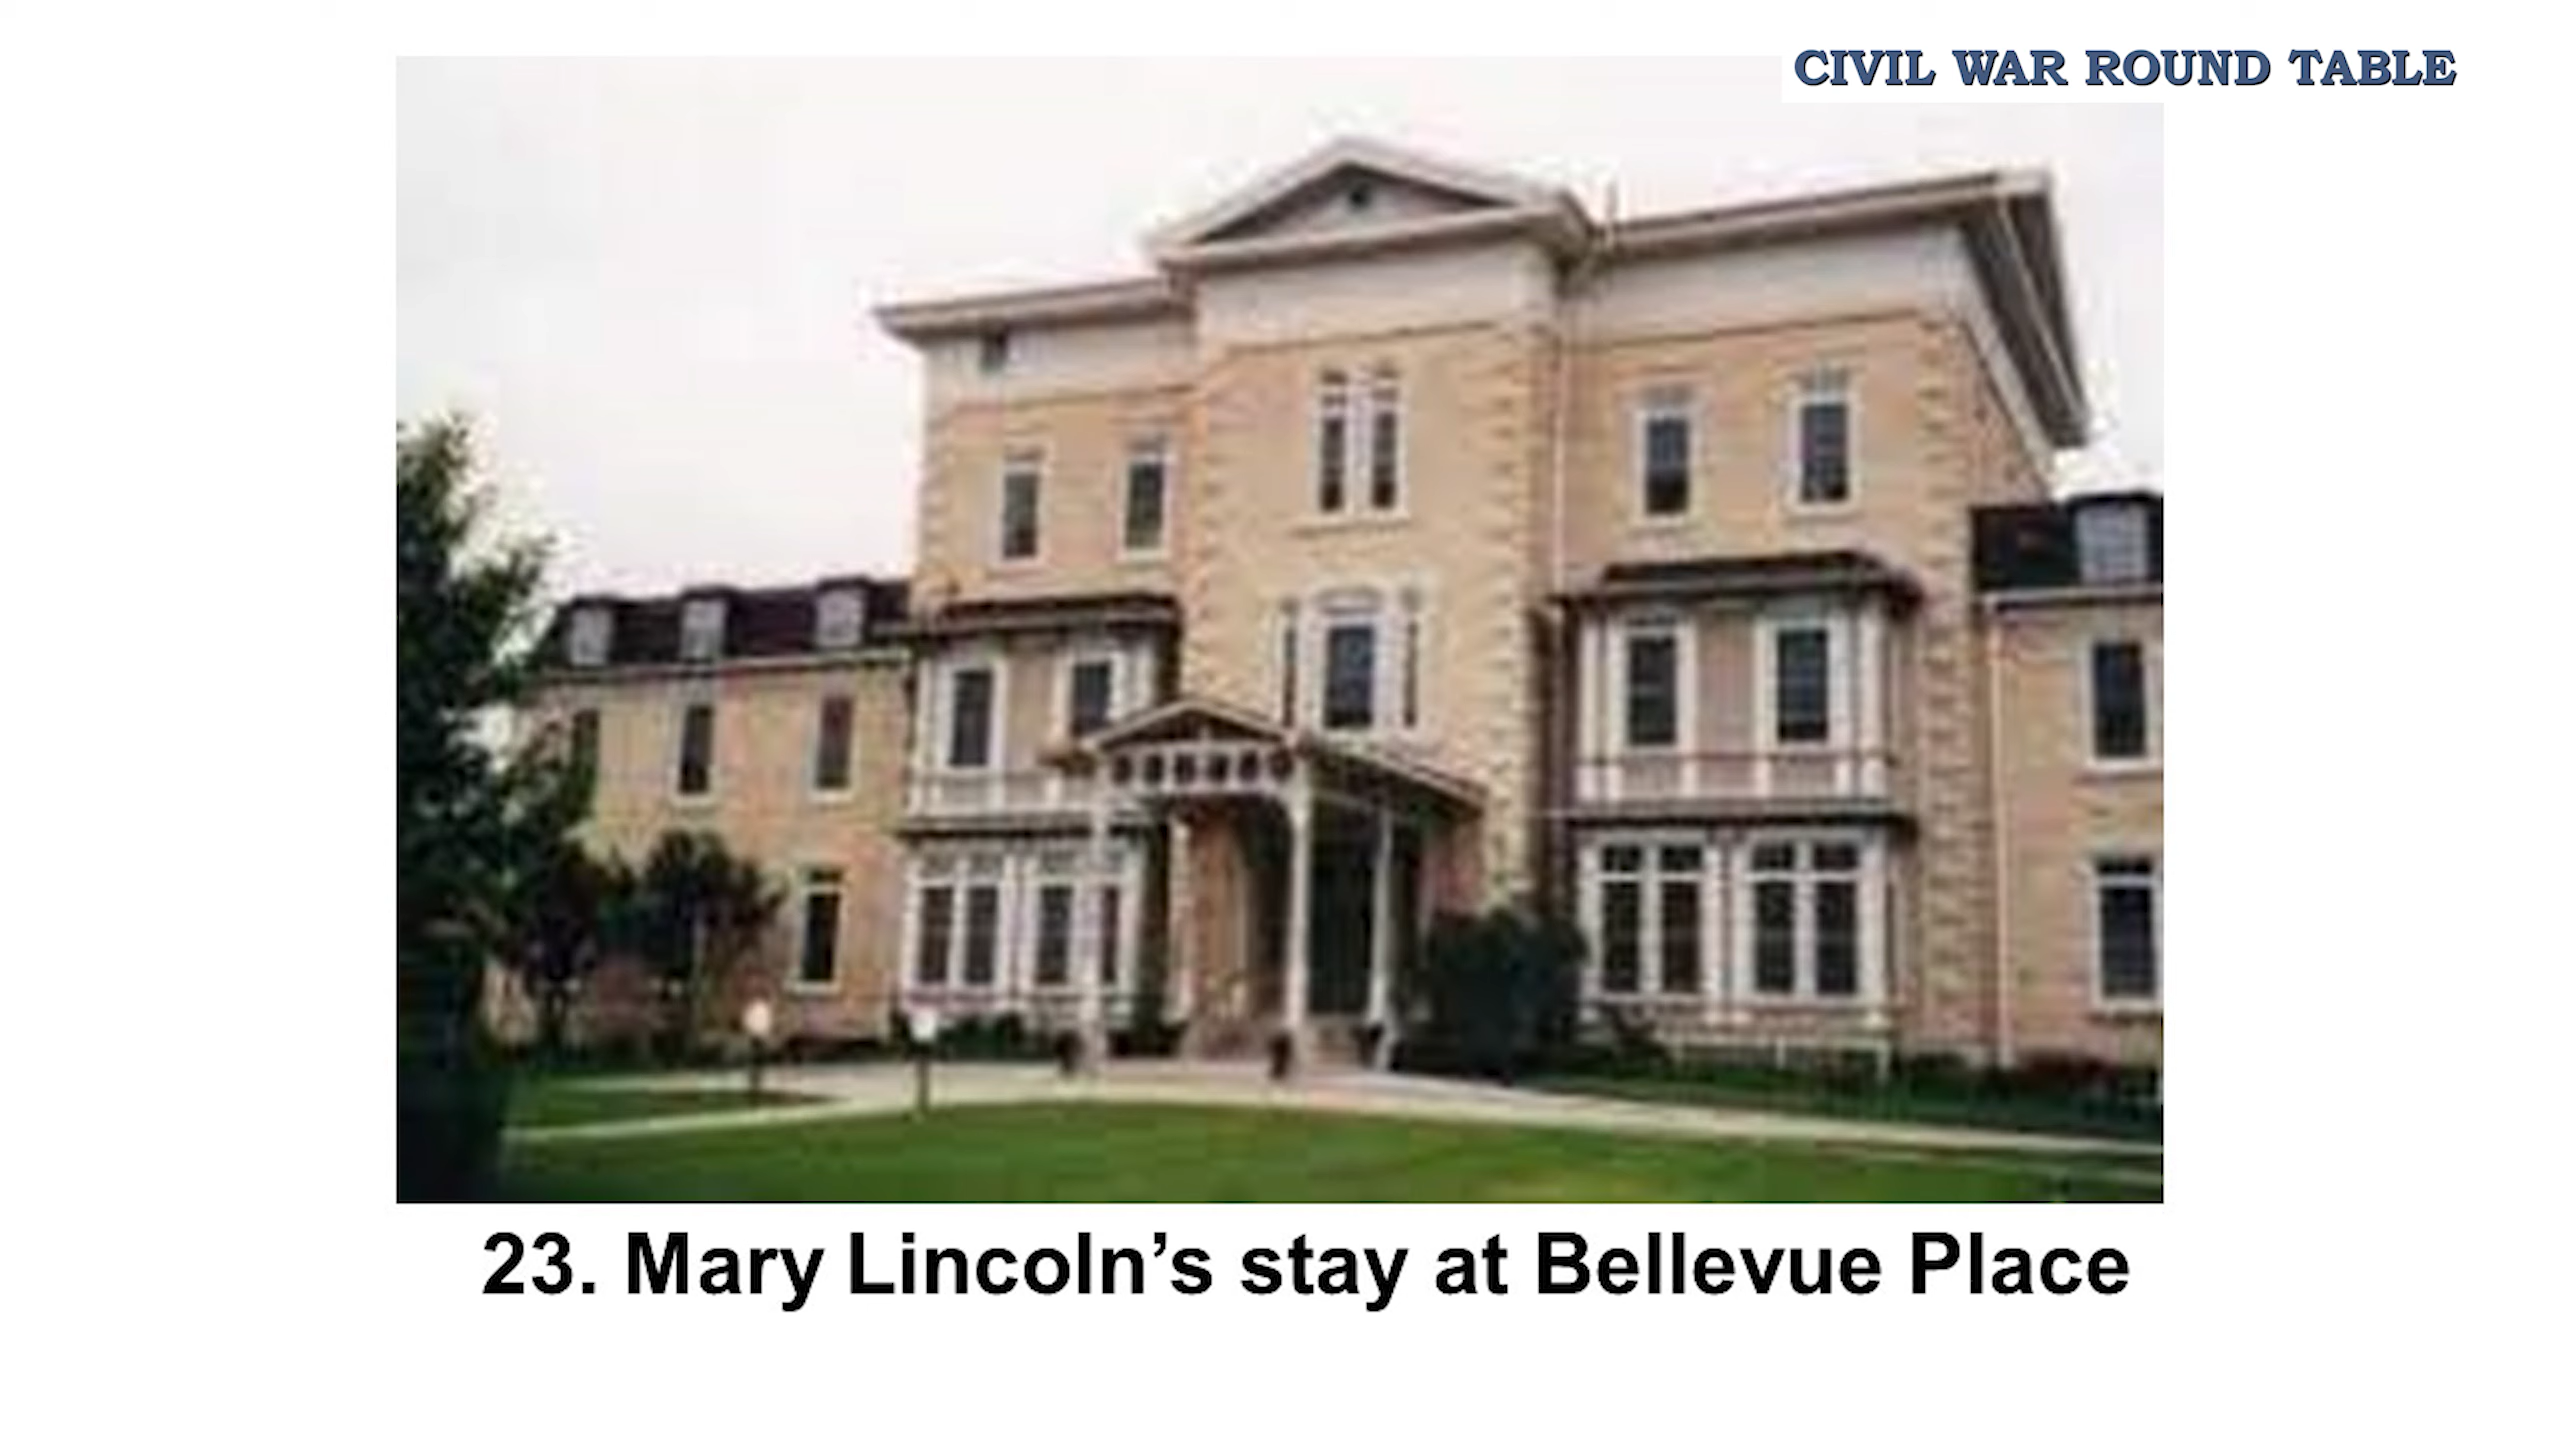 CIVIL WAR ROUND TABLE
23. Mary Lincoln’s stay at Bellevue Place